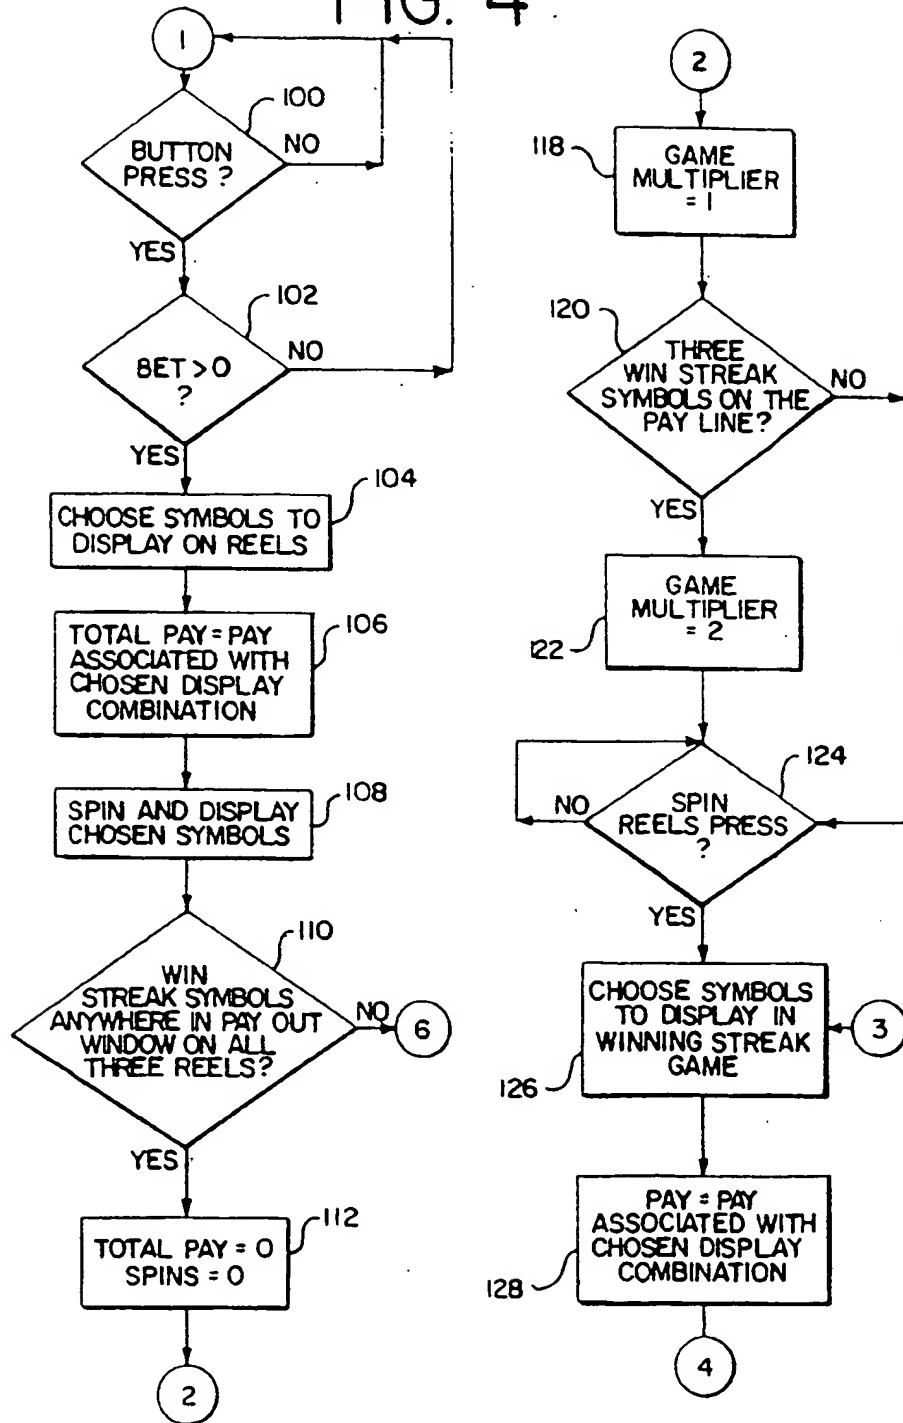 FIG. 4
1
100
BUTTON
PRESS ?
NO
YES
102
BET > 0
?
NO
YES
104
CHOOSE SYMBOLS TO
DISPLAY ON REELS
106
TOTAL PAY = PAY
ASSOCIATED WITH
CHOSEN DISPLAY
COMBINATION
108
SPIN AND DISPLAY
CHOSEN SYMBOLS
110
WIN
STREAK SYMBOLS
ANYWHERE IN PAY OUT
WINDOW ON ALL
THREE REELS?
NO
6
YES
112
TOTAL PAY = 0
SPINS = 0
2
2
118
GAME
MULTIPLIER
= 1
120
THREE
WIN STREAK
SYMBOLS ON THE
PAY LINE?
NO
YES
GAME
MULTIPLIER
= 2
122
124
SPIN
REELS PRESS
?
NO
YES
CHOOSE SYMBOLS
TO DISPLAY IN
WINNING STREAK
GAME
3
126
PAY = PAY
ASSOCIATED WITH
CHOSEN DISPLAY
COMBINATION
128
4